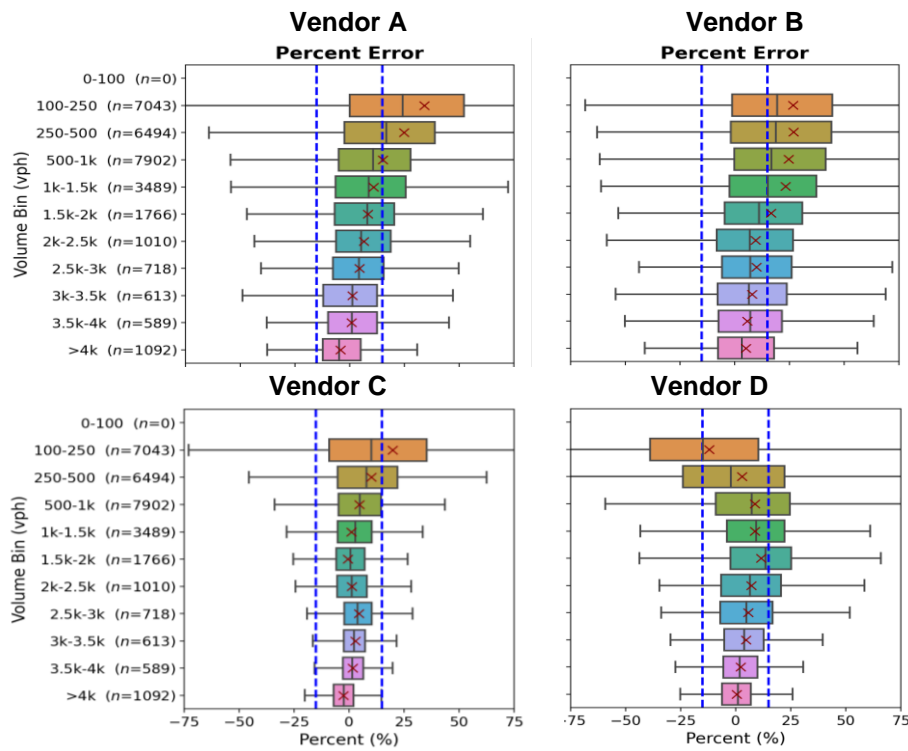 Vendor A
Vendor B
Percent Error
Percent Error
Volume Bin (vph)
0-100 (n=0)
100-250 (n=7043)
250-500 (n=6494)
500-1k (n=7902)
1k-1.5k (n=3489)
1.5k-2k (n=1766)
2k-2.5k (n=1010)
2.5k-3k (n=718)
3k-3.5k (n=613)
3.5k-4k (n=589)
>4k (n=1092)
Vendor C
Vendor D
Volume Bin (vph)
0-100 (n=0)
100-250 (n=7043)
250-500 (n=6494)
500-1k (n=7902)
1k-1.5k (n=3489)
1.5k-2k (n=1766)
2k-2.5k (n=1010)
2.5k-3k (n=718)
3k-3.5k (n=613)
3.5k-4k (n=589)
>4k (n=1092)
−75 −50 −25 0 25 50 75
−75 −50 −25 0 25 50 75
Percent (%)
Percent (%)